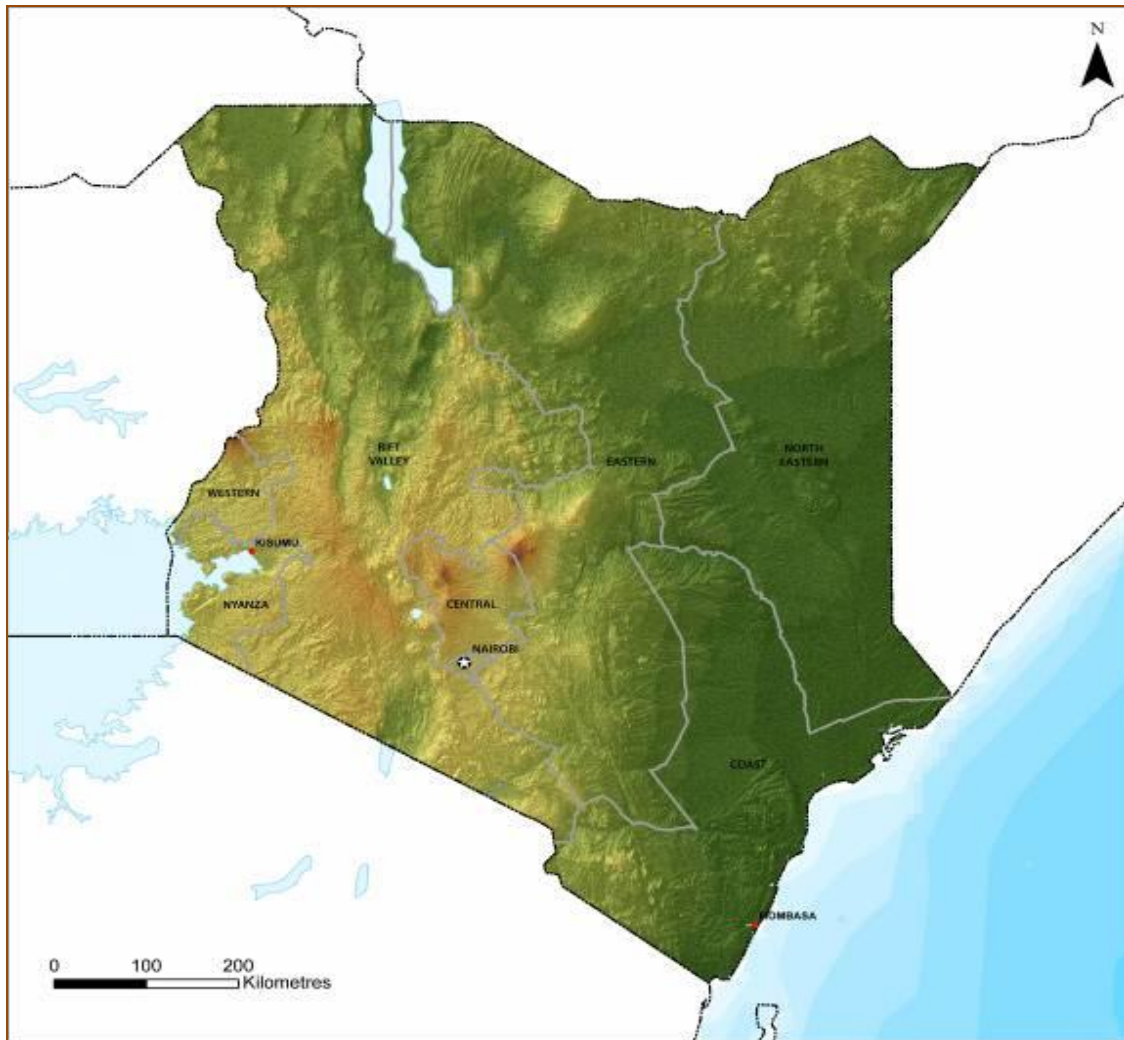 N
RIFT
VALLEY
EASTERN
NORTH
EASTERN
WESTERN
KISUMU
NYANZA
CENTRAL
NAIROBI
COAST
MOMBASA
0 100 200
Kilometres